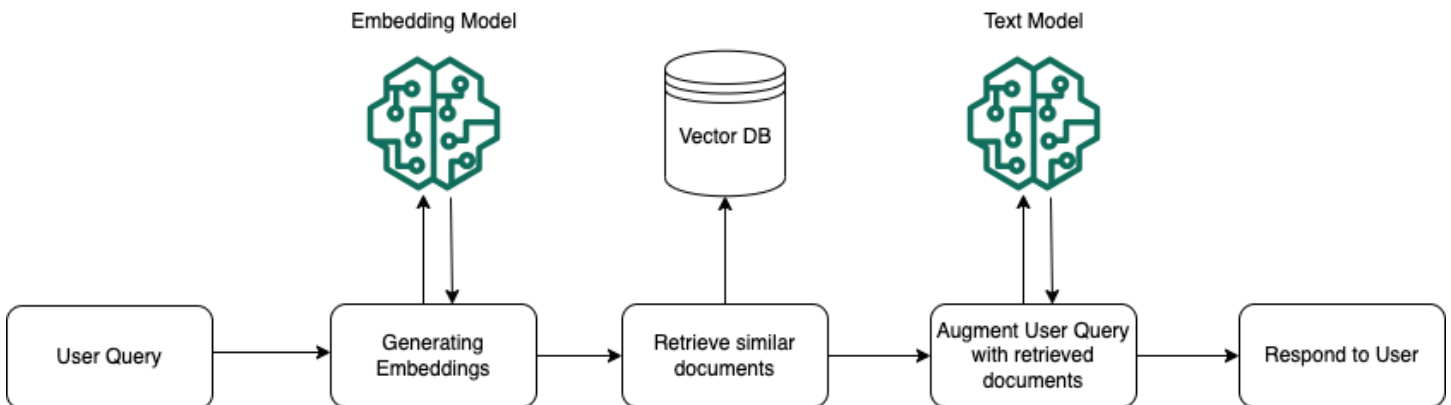 Embedding Model
Text Model
Vector DB
User Query
Generating
Embeddings
Retrieve similar
documents
Augment User Query
with retrieved
documents
Respond to User